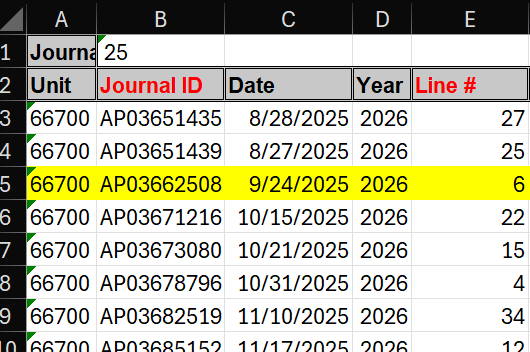 A B C D E
1 Journa 25
2 Unit Journal ID Date Year Line #
3 66700 AP03651435 8/28/2025 2026 27
4 66700 AP03651439 8/27/2025 2026 25
5 66700 AP03662508 9/24/2025 2026 6
6 66700 AP03671216 10/15/2025 2026 22
7 66700 AP03673080 10/21/2025 2026 15
8 66700 AP03678796 10/31/2025 2026 4
9 66700 AP03682519 11/10/2025 2026 34
10 66700 AP03685152 11/17/2025 2026 12